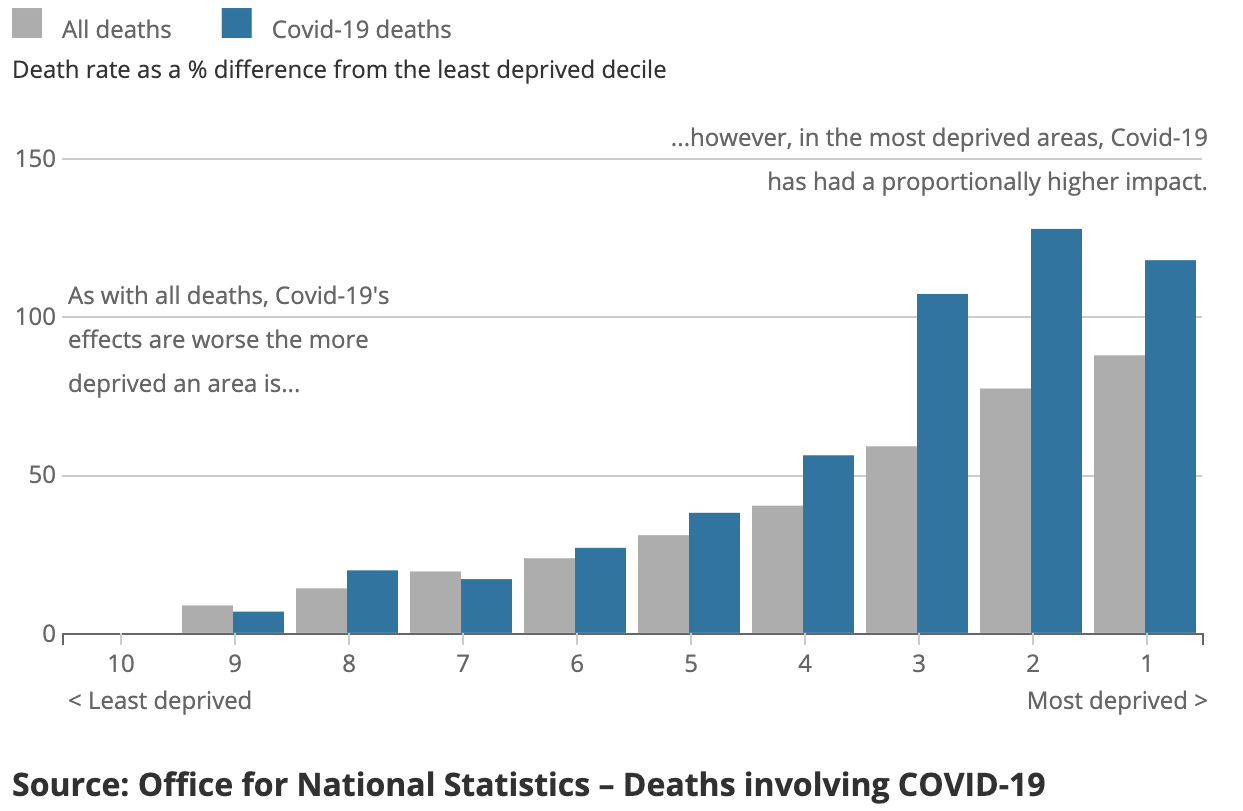 All deaths Covid-19 deaths
Death rate as a % difference from the least deprived decile
...however, in the most deprived areas, Covid-19
150
has had a proportionally higher impact.
As with all deaths, Covid-19's
100
effects are worse the more
deprived an area is...
50
0
10 9 8 7 6 5 4 3 2 1
< Least deprived Most deprived >
Source: Office for National Statistics – Deaths involving COVID-19